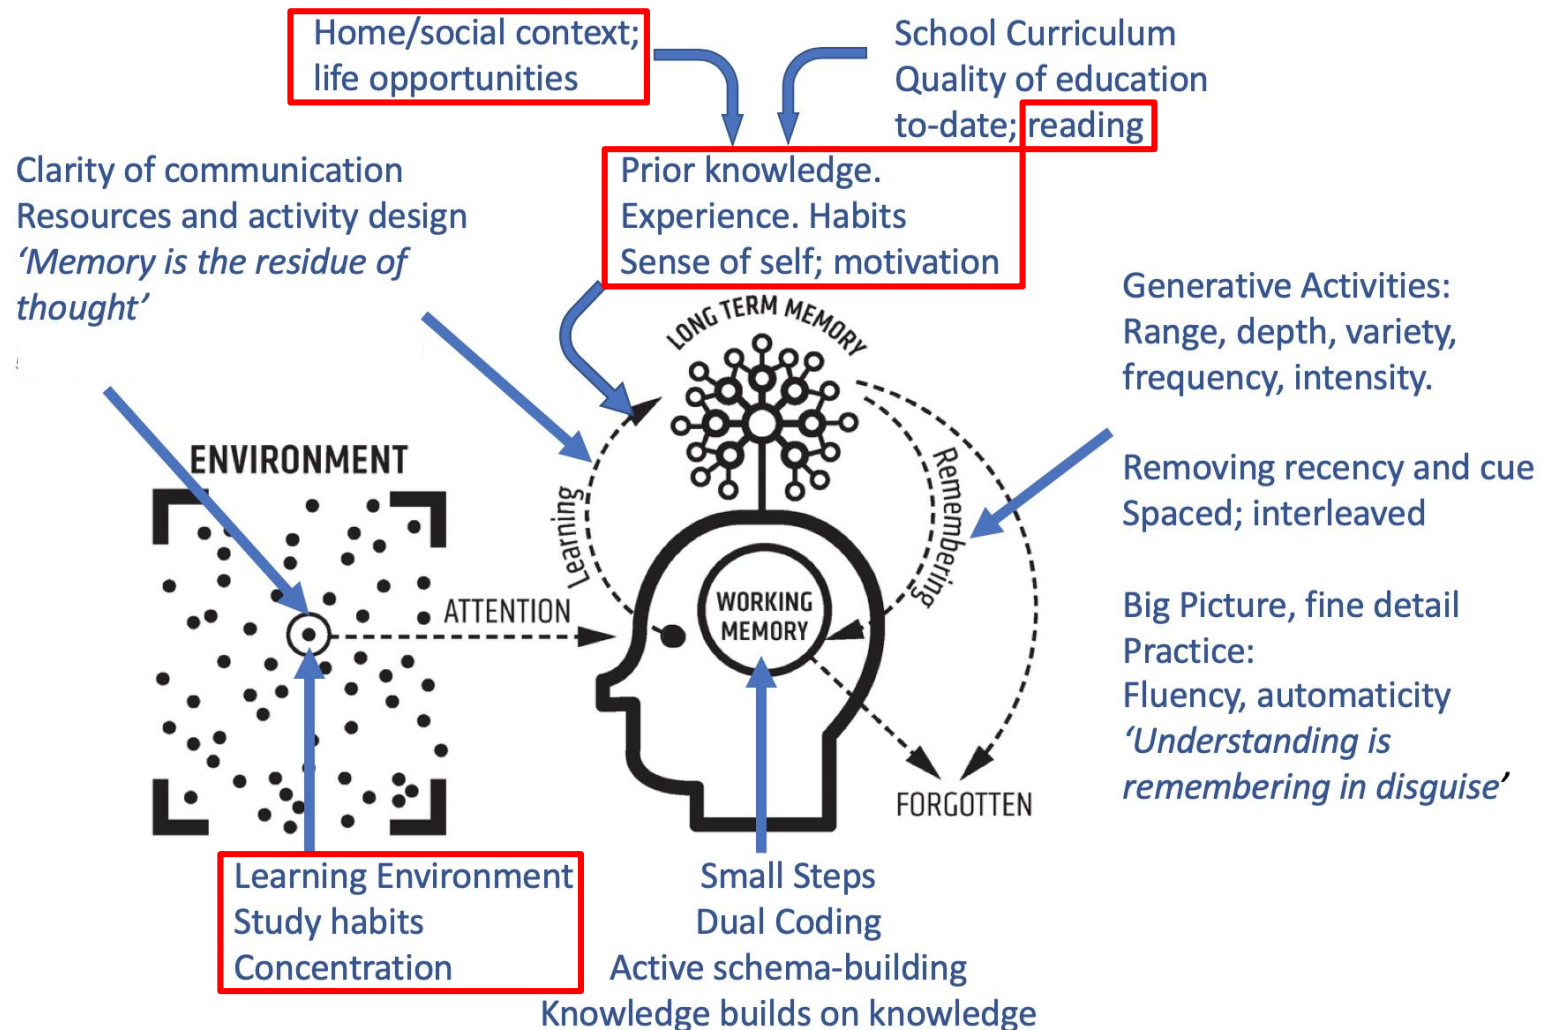 Home/social context;
life opportunities
School Curriculum
Quality of education
to-date; reading
Clarity of communication
Resources and activity design
‘Memory is the residue of
thought’
Prior knowledge.
Experience. Habits
Sense of self; motivation
Generative Activities:
Range, depth, variety,
frequency, intensity.
Removing recency and cue
Spaced; interleaved
Big Picture, fine detail
Practice:
Fluency, automaticity
‘Understanding is
remembering in disguise’
LONG TERM MEMORY
ENVIRONMENT
Learning
Remembering
ATTENTION
WORKING
MEMORY
FORGOTTEN
Learning Environment
Study habits
Concentration
Small Steps
Dual Coding
Active schema-building
Knowledge builds on knowledge